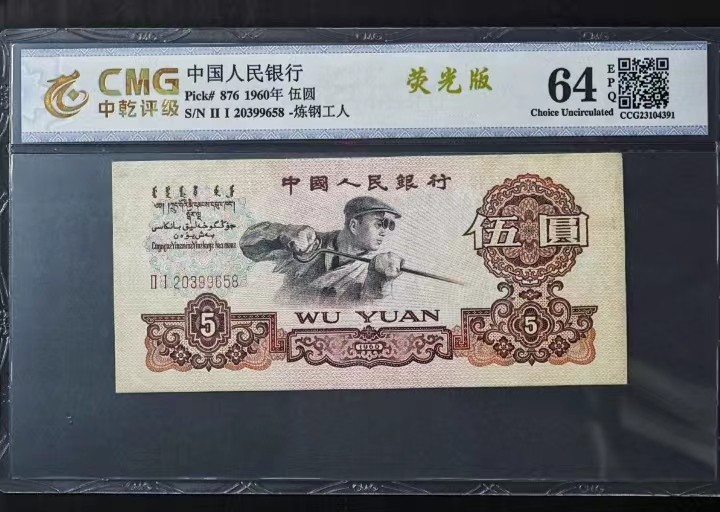 CMG
中乾评级
中国人民银行
Pick# 876 1960年 伍圆
S/N II I 20399658 -炼钢工人
荧光版
64
EPQ
Choice Uncirculated
CCG23104391
中國人民銀行
伍圓
II I 20399658
5
WU YUAN
1960
5